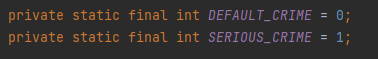 private static final int DEFAULT_CRIME = 0;
private static final int SERIOUS_CRIME = 1;